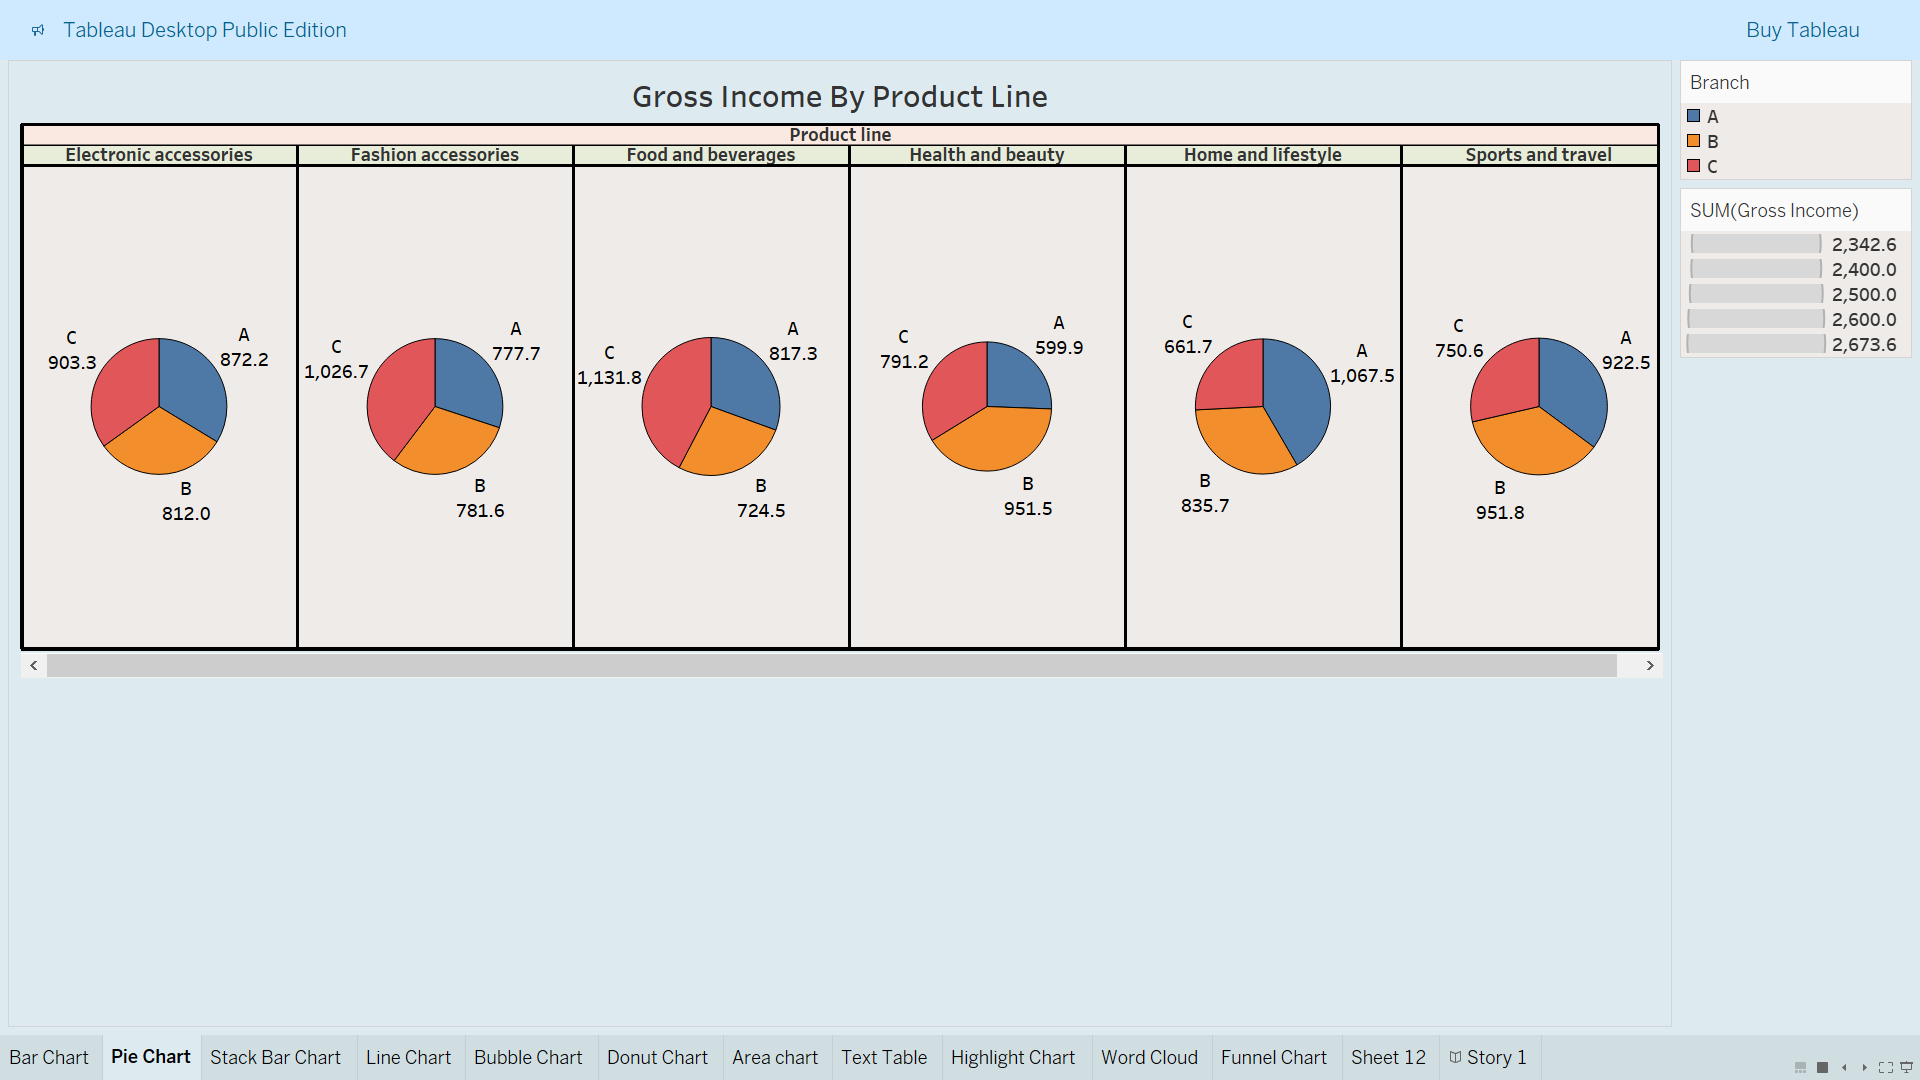 Tableau Desktop Public Edition
Buy Tableau
Gross Income By Product Line
Product line
Electronic accessories
Fashion accessories
Food and beverages
Health and beauty
Home and lifestyle
Sports and travel
C
903.3
A
872.2
B
812.0
C
1,026.7
A
777.7
B
781.6
C
1,131.8
A
817.3
B
724.5
C
791.2
A
599.9
B
951.5
C
661.7
A
1,067.5
B
835.7
C
750.6
A
922.5
B
951.8
Branch
A
B
C
SUM(Gross Income)
2,342.6
2,400.0
2,500.0
2,600.0
2,673.6
Bar Chart
Pie Chart
Stack Bar Chart
Line Chart
Bubble Chart
Donut Chart
Area chart
Text Table
Highlight Chart
Word Cloud
Funnel Chart
Sheet 12
Story 1